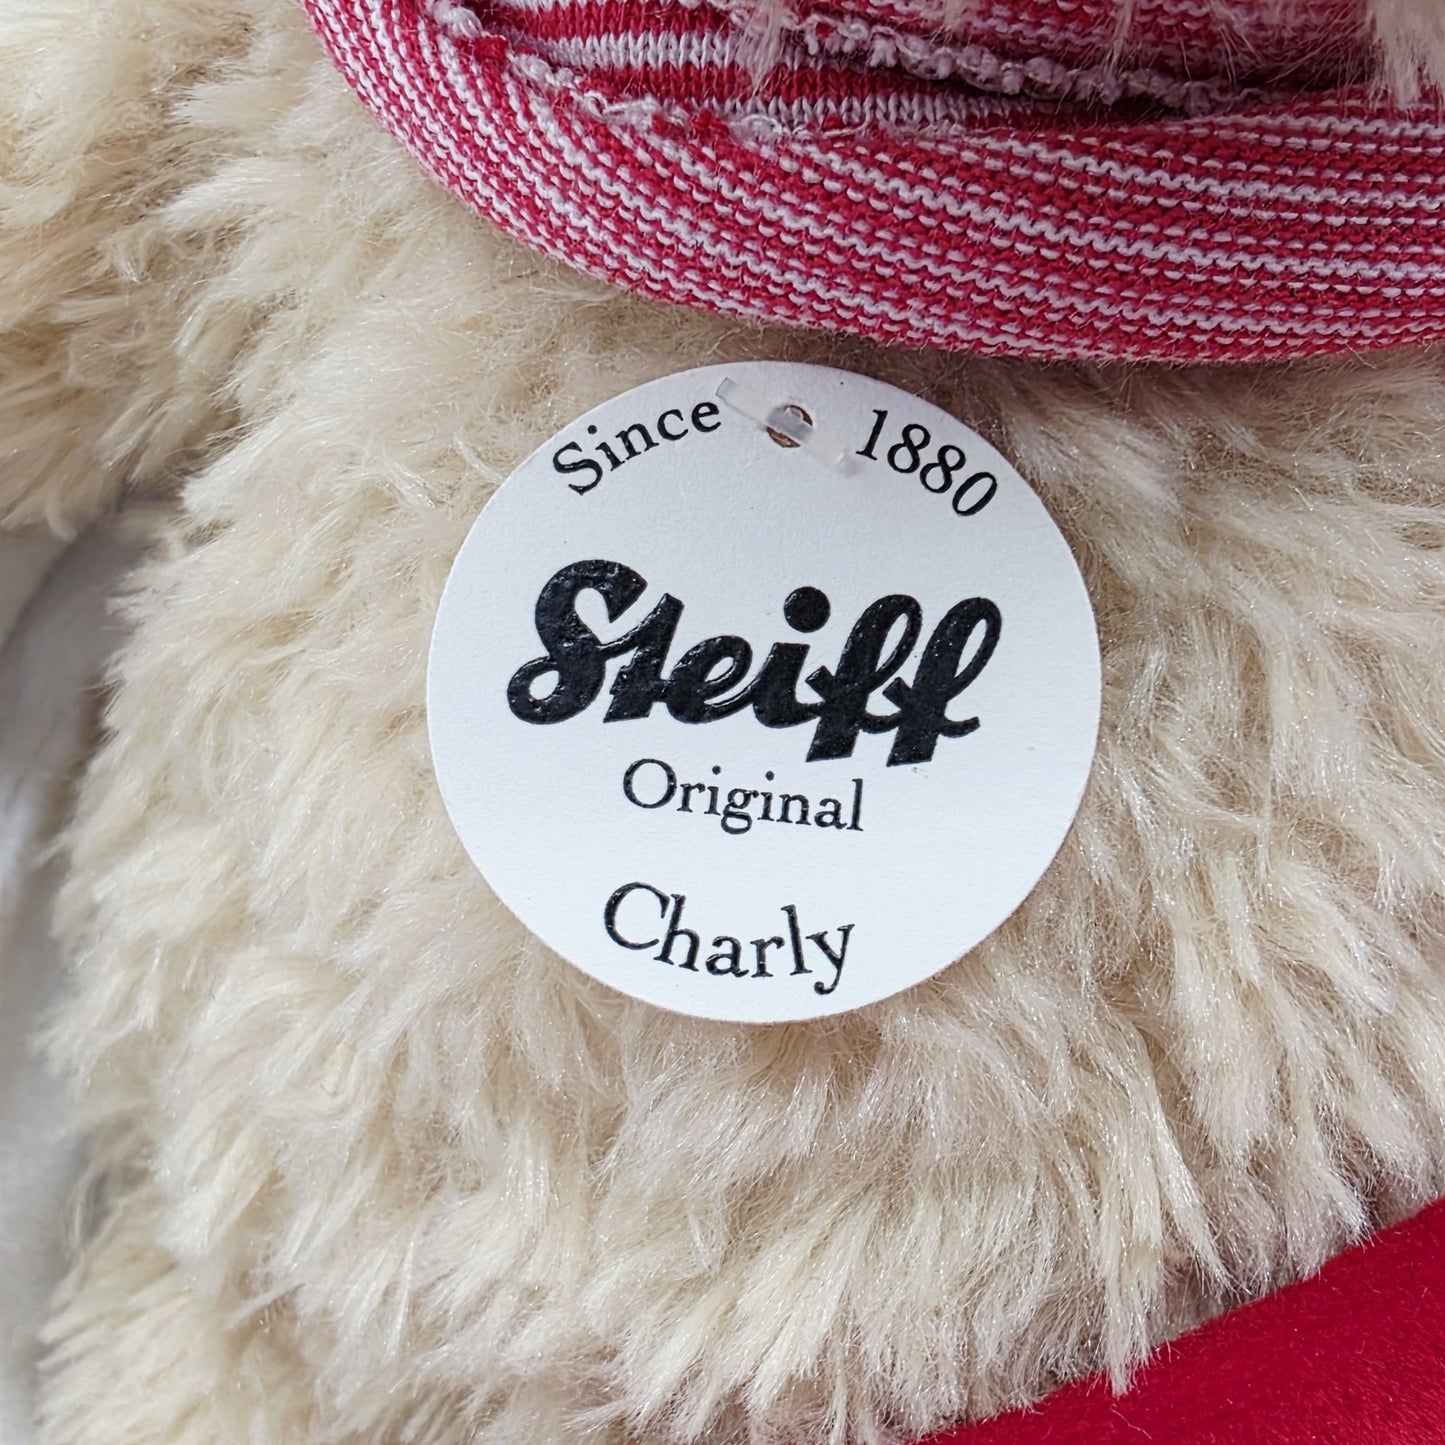 Since 1880
Steiff
Original
Charly